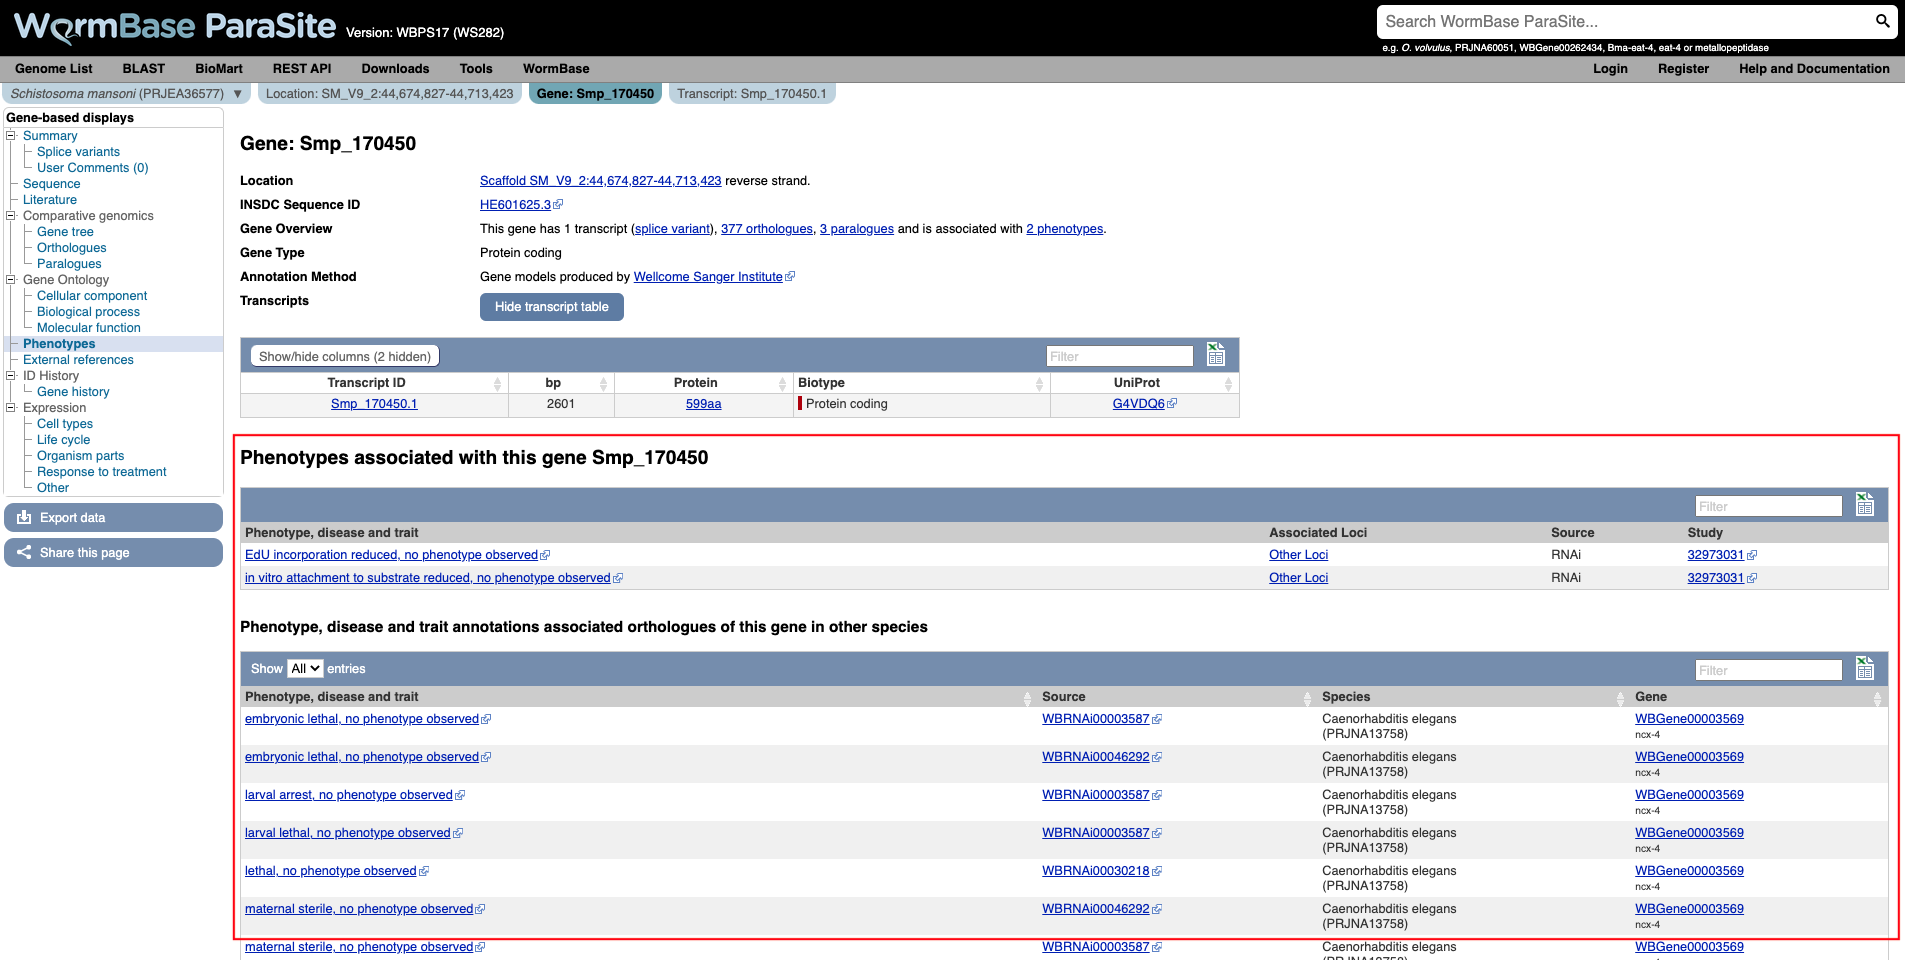 WormBase ParaSite Version: WBPS17 (WS282)
Search WormBase ParaSite...
e.g. O. volvulus, PRJNA60051, WBGene00262434, Bma-eat-4, eat-4 or metallopeptidase
Genome List BLAST BioMart REST API Downloads Tools WormBase Login Register Help and Documentation
Schistosoma mansoni (PRJEA36577) ▼ Location: SM_V9_2:44,674,827-44,713,423 Gene: Smp_170450 Transcript: Smp_170450.1
Gene-based displays
Summary
Splice variants
User Comments (0)
Sequence
Literature
Comparative genomics
Gene tree
Orthologues
Paralogues
Gene Ontology
Cellular component
Biological process
Molecular function
Phenotypes
External references
ID History
Gene history
Expression
Cell types
Life cycle
Organism parts
Response to treatment
Other
Export data
Share this page
Gene: Smp_170450
Location Scaffold SM_V9_2:44,674,827-44,713,423 reverse strand.
INSDC Sequence ID HE601625.3
Gene Overview This gene has 1 transcript (splice variant), 377 orthologues, 3 paralogues and is associated with 2 phenotypes.
Gene Type Protein coding
Annotation Method Gene models produced by Wellcome Sanger Institute
Transcripts Hide transcript table
Show/hide columns (2 hidden) Filter
Transcript ID bp Protein Biotype UniProt
Smp_170450.1 2601 599aa Protein coding G4VDQ6
Phenotypes associated with this gene Smp_170450
Filter
Phenotype, disease and trait Associated Loci Source Study
EdU incorporation reduced, no phenotype observed Other Loci RNAi 32973031
in vitro attachment to substrate reduced, no phenotype observed Other Loci RNAi 32973031
Phenotype, disease and trait annotations associated orthologues of this gene in other species
Show All entries Filter
Phenotype, disease and trait Source Species Gene
embryonic lethal, no phenotype observed WBRNAi00003587 Caenorhabditis elegans WBGene00003569
(PRJNA13758) ncx-4
embryonic lethal, no phenotype observed WBRNAi00046292 Caenorhabditis elegans WBGene00003569
(PRJNA13758) ncx-4
larval arrest, no phenotype observed WBRNAi00003587 Caenorhabditis elegans WBGene00003569
(PRJNA13758) ncx-4
larval lethal, no phenotype observed WBRNAi00003587 Caenorhabditis elegans WBGene00003569
(PRJNA13758) ncx-4
lethal, no phenotype observed WBRNAi00030218 Caenorhabditis elegans WBGene00003569
(PRJNA13758) ncx-4
maternal sterile, no phenotype observed WBRNAi00046292 Caenorhabditis elegans WBGene00003569
(PRJNA13758) ncx-4
maternal sterile, no phenotype observed WBRNAi00003587 Caenorhabditis elegans WBGene00003569